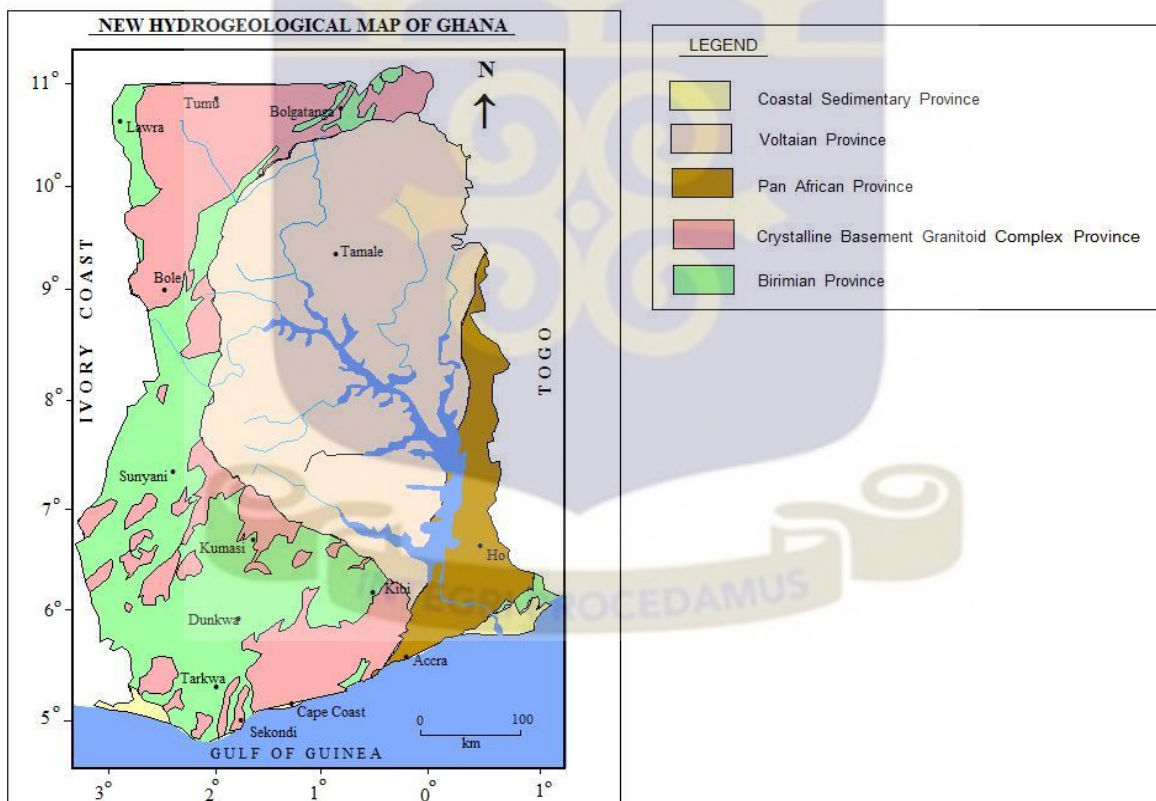 NEW HYDROGEOLOGICAL MAP OF GHANA
LEGEND
Coastal Sedimentary Province
Voltaian Province
Pan African Province
Crystalline Basement Granitoid Complex Province
Birimian Province
N
11°
10°
9°
8°
7°
6°
5°
Tumu
Bolgatanga
Lawra
Tamale
Bole
IVORY COAST
TOGO
Sunyani
Kumasi
Ho
Kibi
INTEGRI PROCEDAMUS
Dunkwa
Accra
Tarkwa
Cape Coast
Sekondi
0 100
km
GULF OF GUINEA
3° 2° 1° 0° 1°